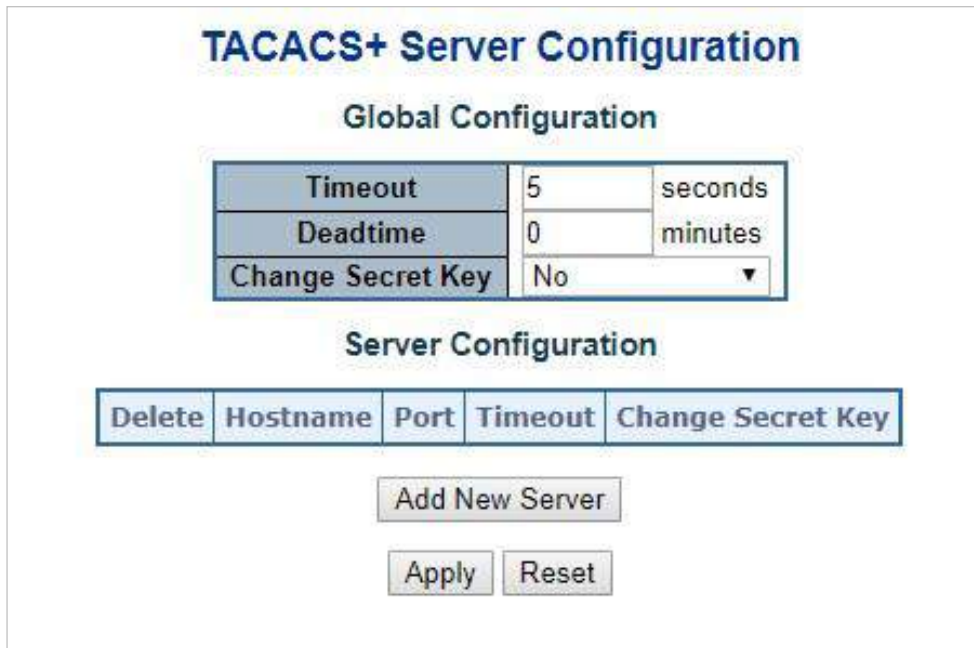 TACACS+ Server Configuration
Global Configuration
Timeout 5 seconds
Deadtime 0 minutes
Change Secret Key No
Server Configuration
Delete Hostname Port Timeout Change Secret Key
Add New Server
Apply Reset